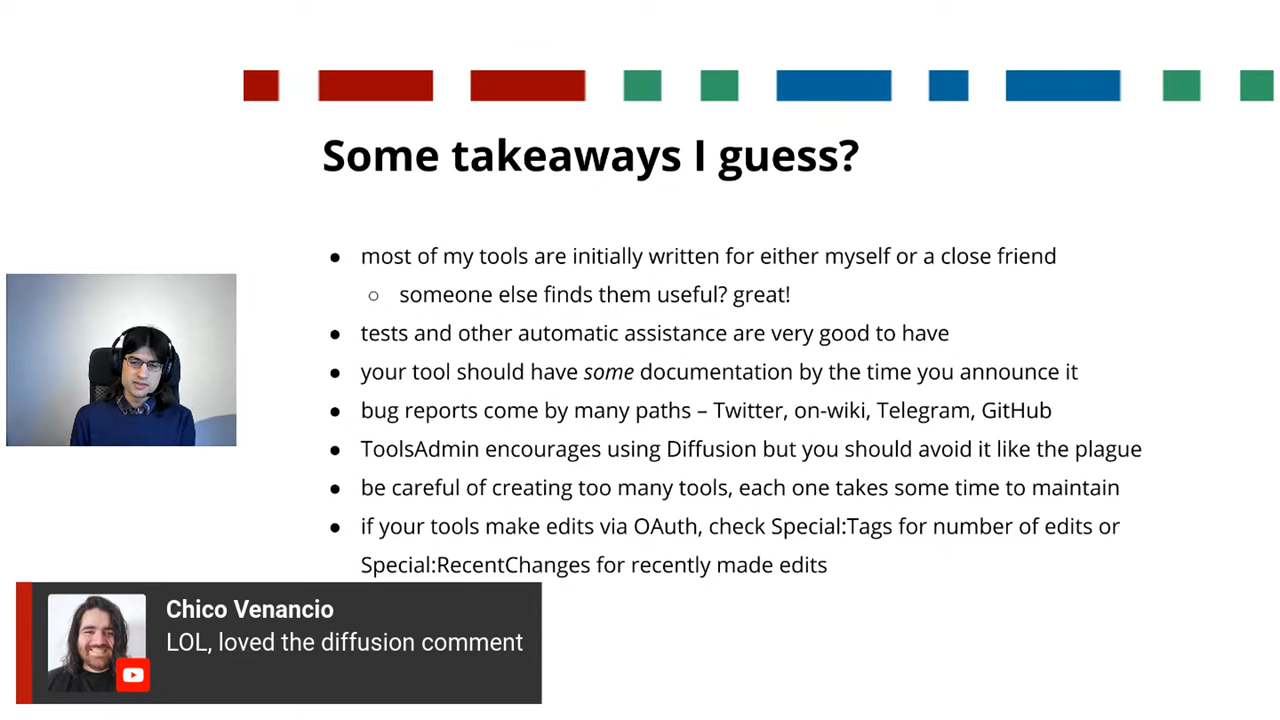 Some takeaways I guess?
● most of my tools are initially written for either myself or a close friend
○ someone else finds them useful? great!
● tests and other automatic assistance are very good to have
● your tool should have some documentation by the time you announce it
● bug reports come by many paths – Twitter, on-wiki, Telegram, GitHub
● ToolsAdmin encourages using Diffusion but you should avoid it like the plague
● be careful of creating too many tools, each one takes some time to maintain
● if your tools make edits via OAuth, check Special:Tags for number of edits or
Special:RecentChanges for recently made edits
Chico Venancio
LOL, loved the diffusion comment